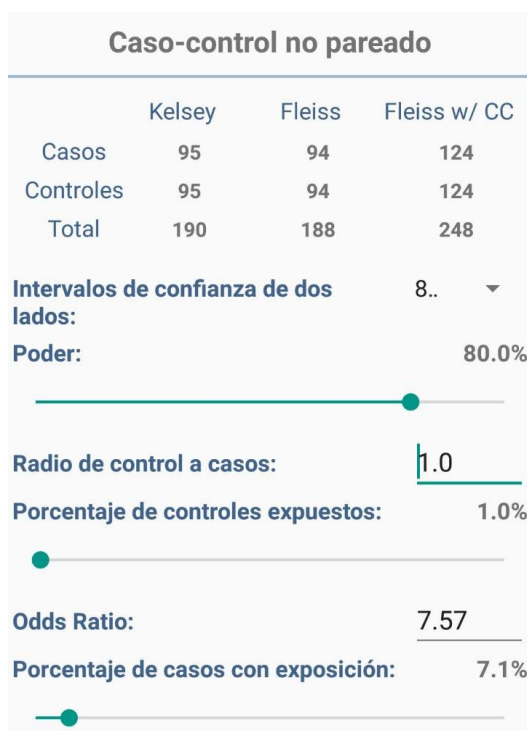 Caso-control no pareado
Kelsey Fleiss Fleiss w/ CC
Casos 95 94 124
Controles 95 94 124
Total 190 188 248
Intervalos de confianza de dos 8..
lados:
Poder: 80.0%
Radio de control a casos: 1.0
Porcentaje de controles expuestos: 1.0%
Odds Ratio: 7.57
Porcentaje de casos con exposición: 7.1%